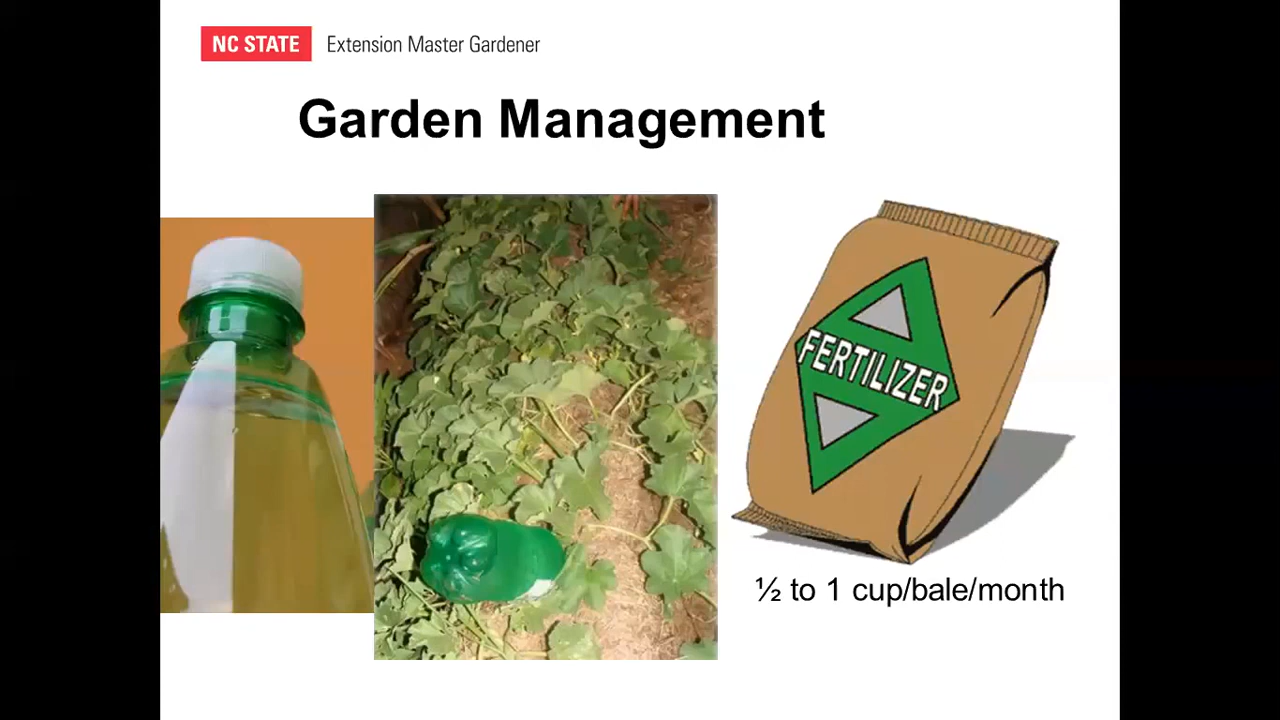 NC STATE Extension Master Gardener
Garden Management
FERTILIZER
½ to 1 cup/bale/month